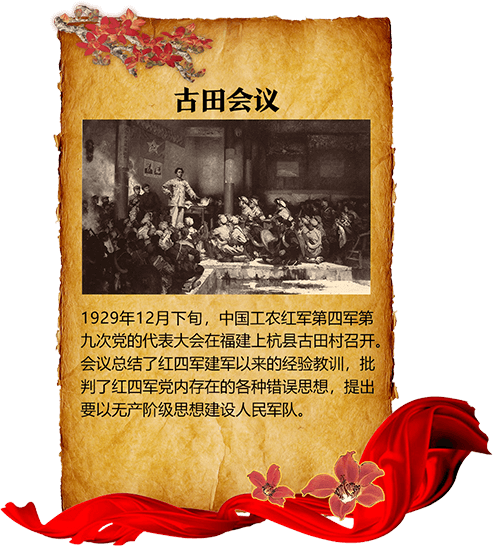 古田会议
1929年12月下旬，中国工农红军第四军第
九次党的代表大会在福建上杭县古田村召开。
会议总结了红四军建军以来的经验教训，批
判了红四军党内存在的各种错误思想，提出
要以无产阶级思想建设人民军队。